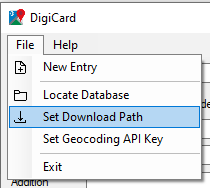 DigiCard
File Help
New Entry
Locate Database
Set Download Path
Set Geocoding API Key
Exit
Addition